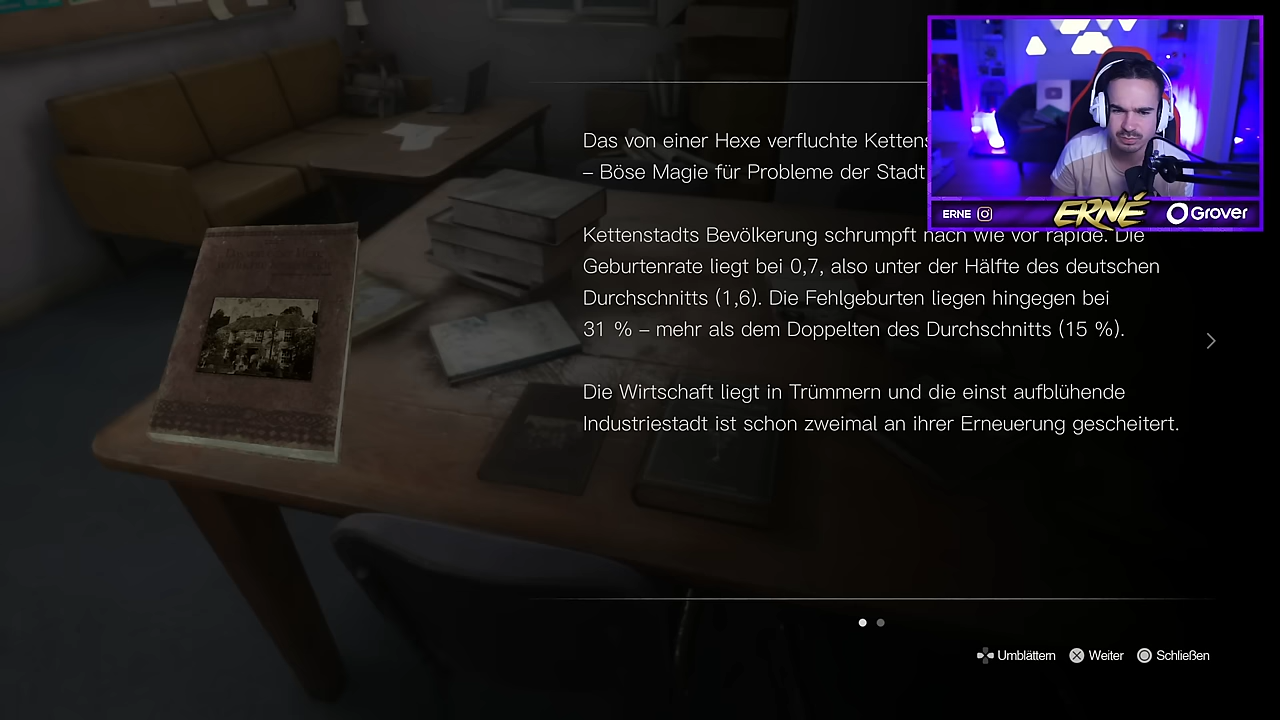 Das von einer Hexe verfluchte
– Böse Magie für Probleme der Stadt
Kettenstadts Bevölkerung schrumpft nach wie vor rapide. Die
Geburtenrate liegt bei 0,7, also unter der Hälfte des deutschen
Durchschnitts (1,6). Die Fehlgeburten liegen hingegen bei
31 % – mehr als dem Doppelten des Durchschnitts (15 %).
Die Wirtschaft liegt in Trümmern und die einst aufblühende
Industriestadt ist schon zweimal an ihrer Erneuerung gescheitert.
ERNE
ERNÉ
Grover
Umblättern
Weiter
Schließen